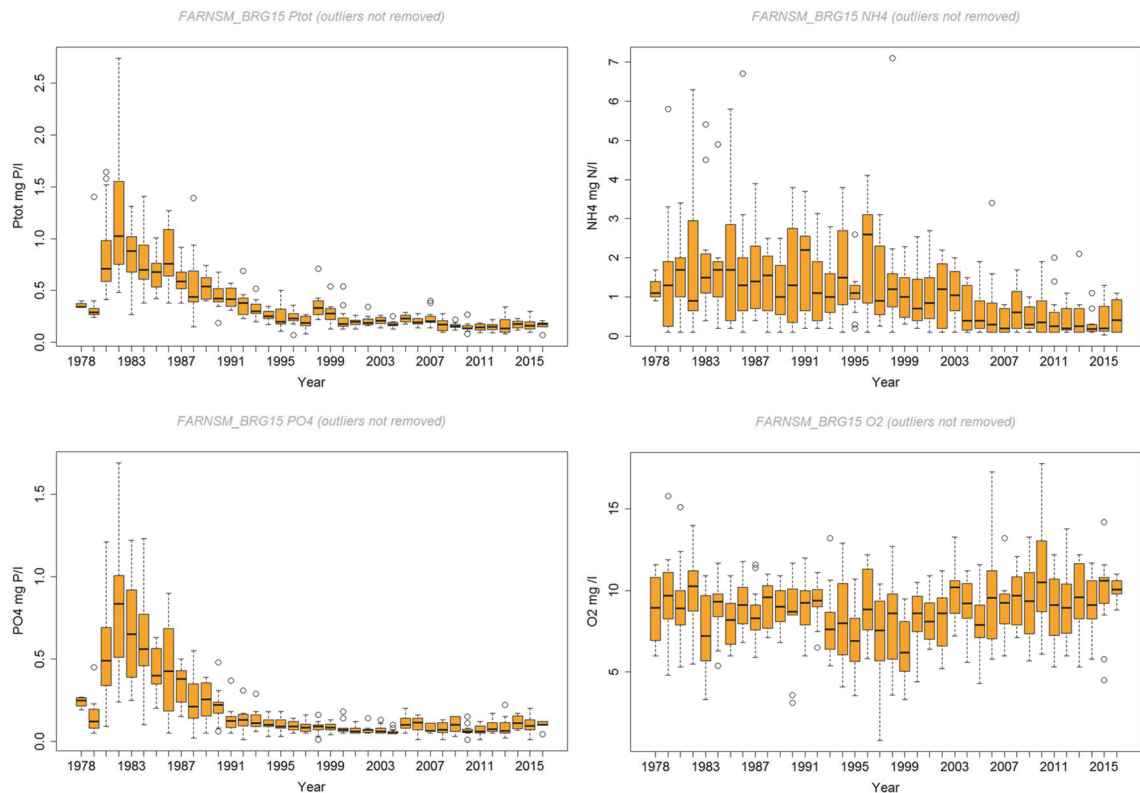 FARNSM_BRG15 Ptot (outliers not removed)
Ptot mg P/l
2.5
2.0
1.5
1.0
0.5
0.0
1978 1983 1987 1991 1995 1999 2003 2007 2011 2015
Year
FARNSM_BRG15 NH4 (outliers not removed)
NH4 mg N/l
7
6
5
4
3
2
1
0
1978 1983 1987 1991 1995 1999 2003 2007 2011 2015
Year
FARNSM_BRG15 PO4 (outliers not removed)
PO4 mg P/l
1.5
1.0
0.5
0.0
1978 1983 1987 1991 1995 1999 2003 2007 2011 2015
Year
FARNSM_BRG15 O2 (outliers not removed)
O2 mg /l
15
10
5
1978 1983 1987 1991 1995 1999 2003 2007 2011 2015
Year